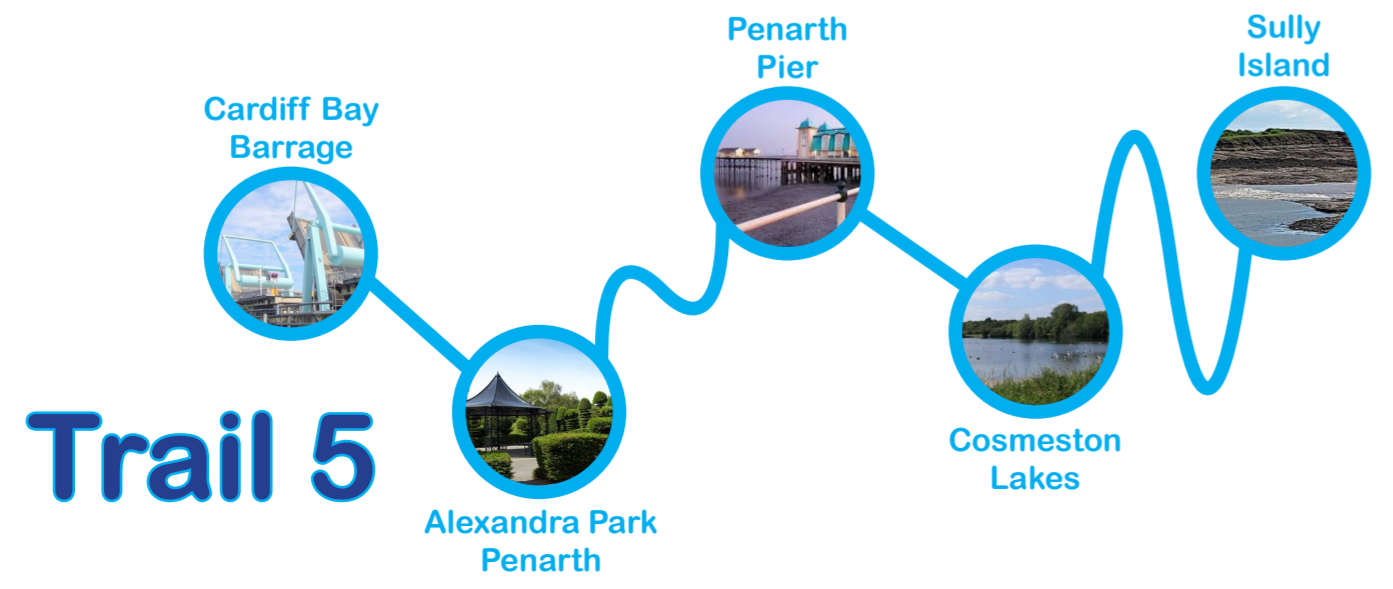 Cardiff Bay
Barrage
Alexandra Park
Penarth
Penarth
Pier
Cosmeston
Lakes
Sully
Island
Trail 5